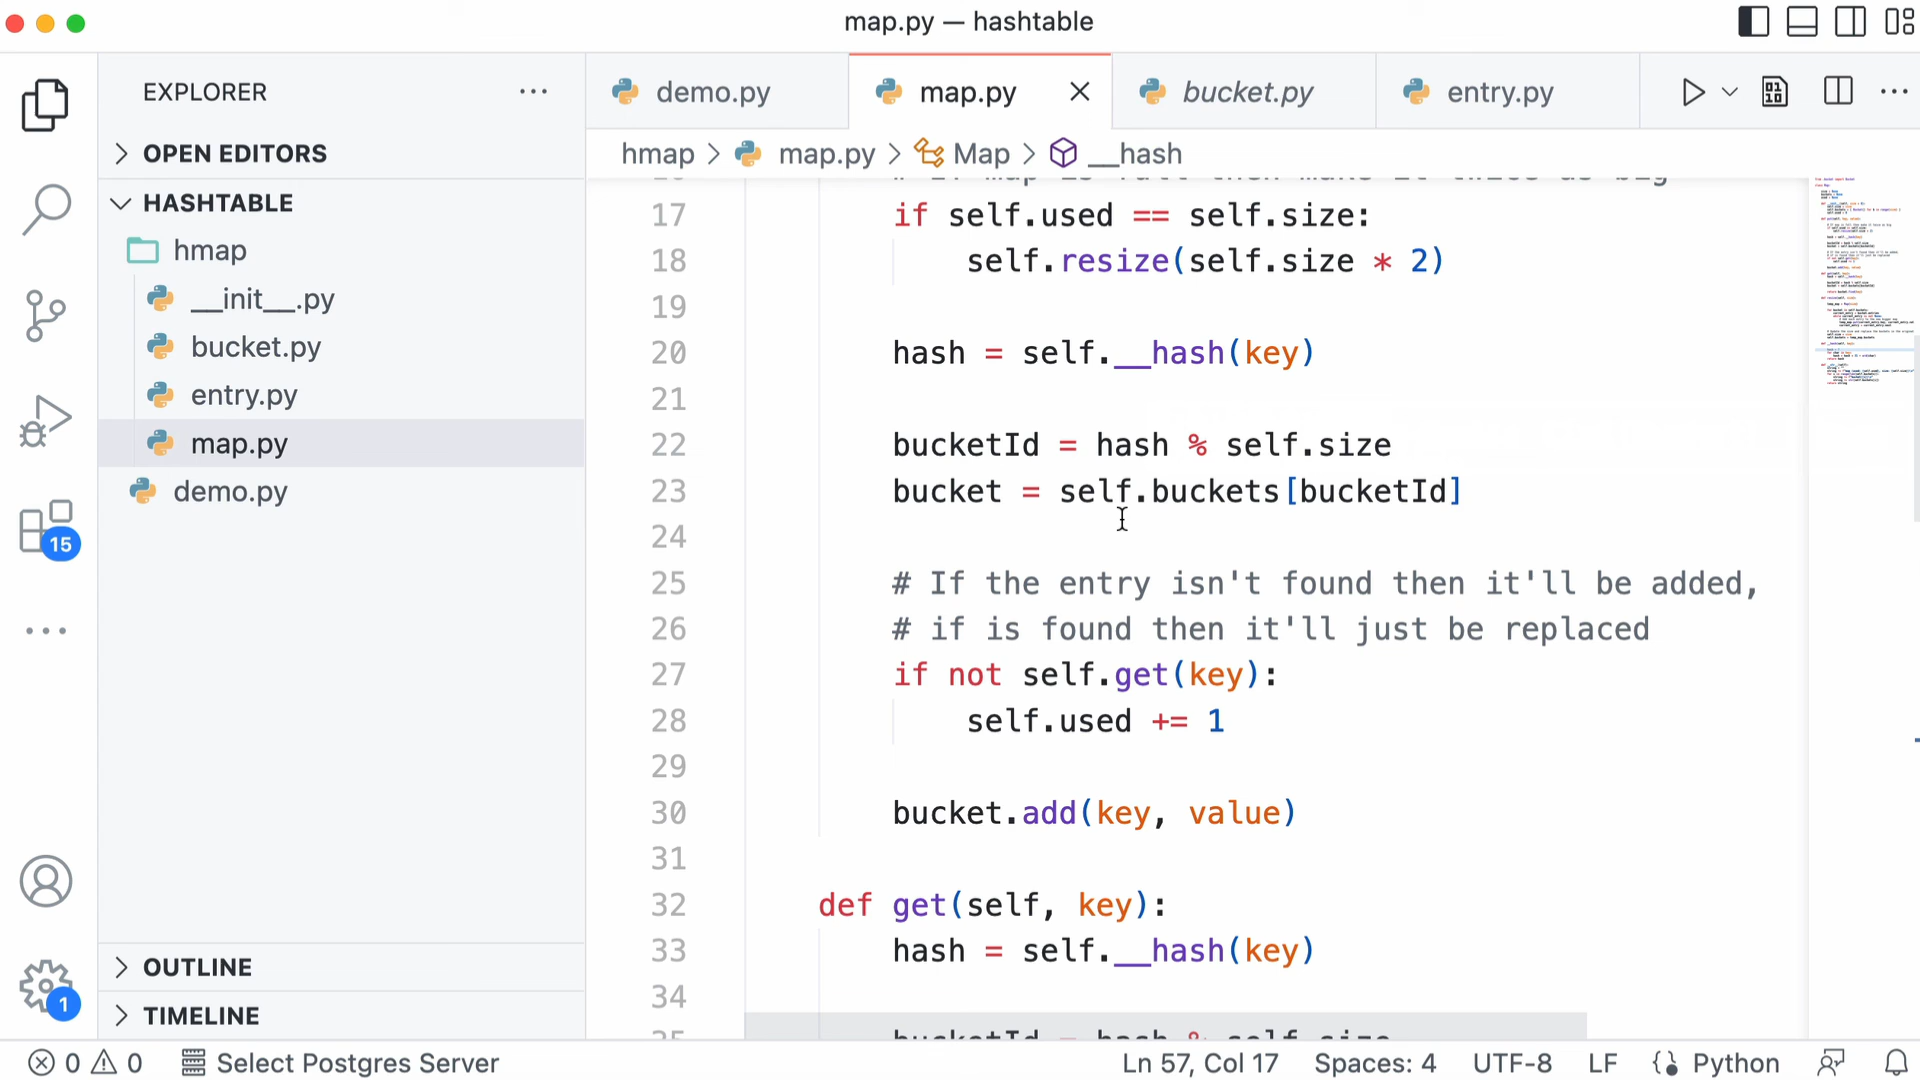 map.py — hashtable
EXPLORER
demo.py
map.py
bucket.py
entry.py
OPEN EDITORS
hmap > map.py > Map > __hash
HASHTABLE
hmap
__init__.py
bucket.py
entry.py
map.py
demo.py
17 if self.used == self.size:
18 self.resize(self.size * 2)
19
20 hash = self.__hash(key)
21
22 bucketId = hash % self.size
23 bucket = self.buckets[bucketId]
24
25 # If the entry isn't found then it'll be added,
26 # if is found then it'll just be replaced
27 if not self.get(key):
28 self.used += 1
29
30 bucket.add(key, value)
31
32 def get(self, key):
33 hash = self.__hash(key)
34
35 bucketId = hash % self.size
15
1
OUTLINE
TIMELINE
0 0 Select Postgres Server
Ln 57, Col 17 Spaces: 4 UTF-8 LF Python